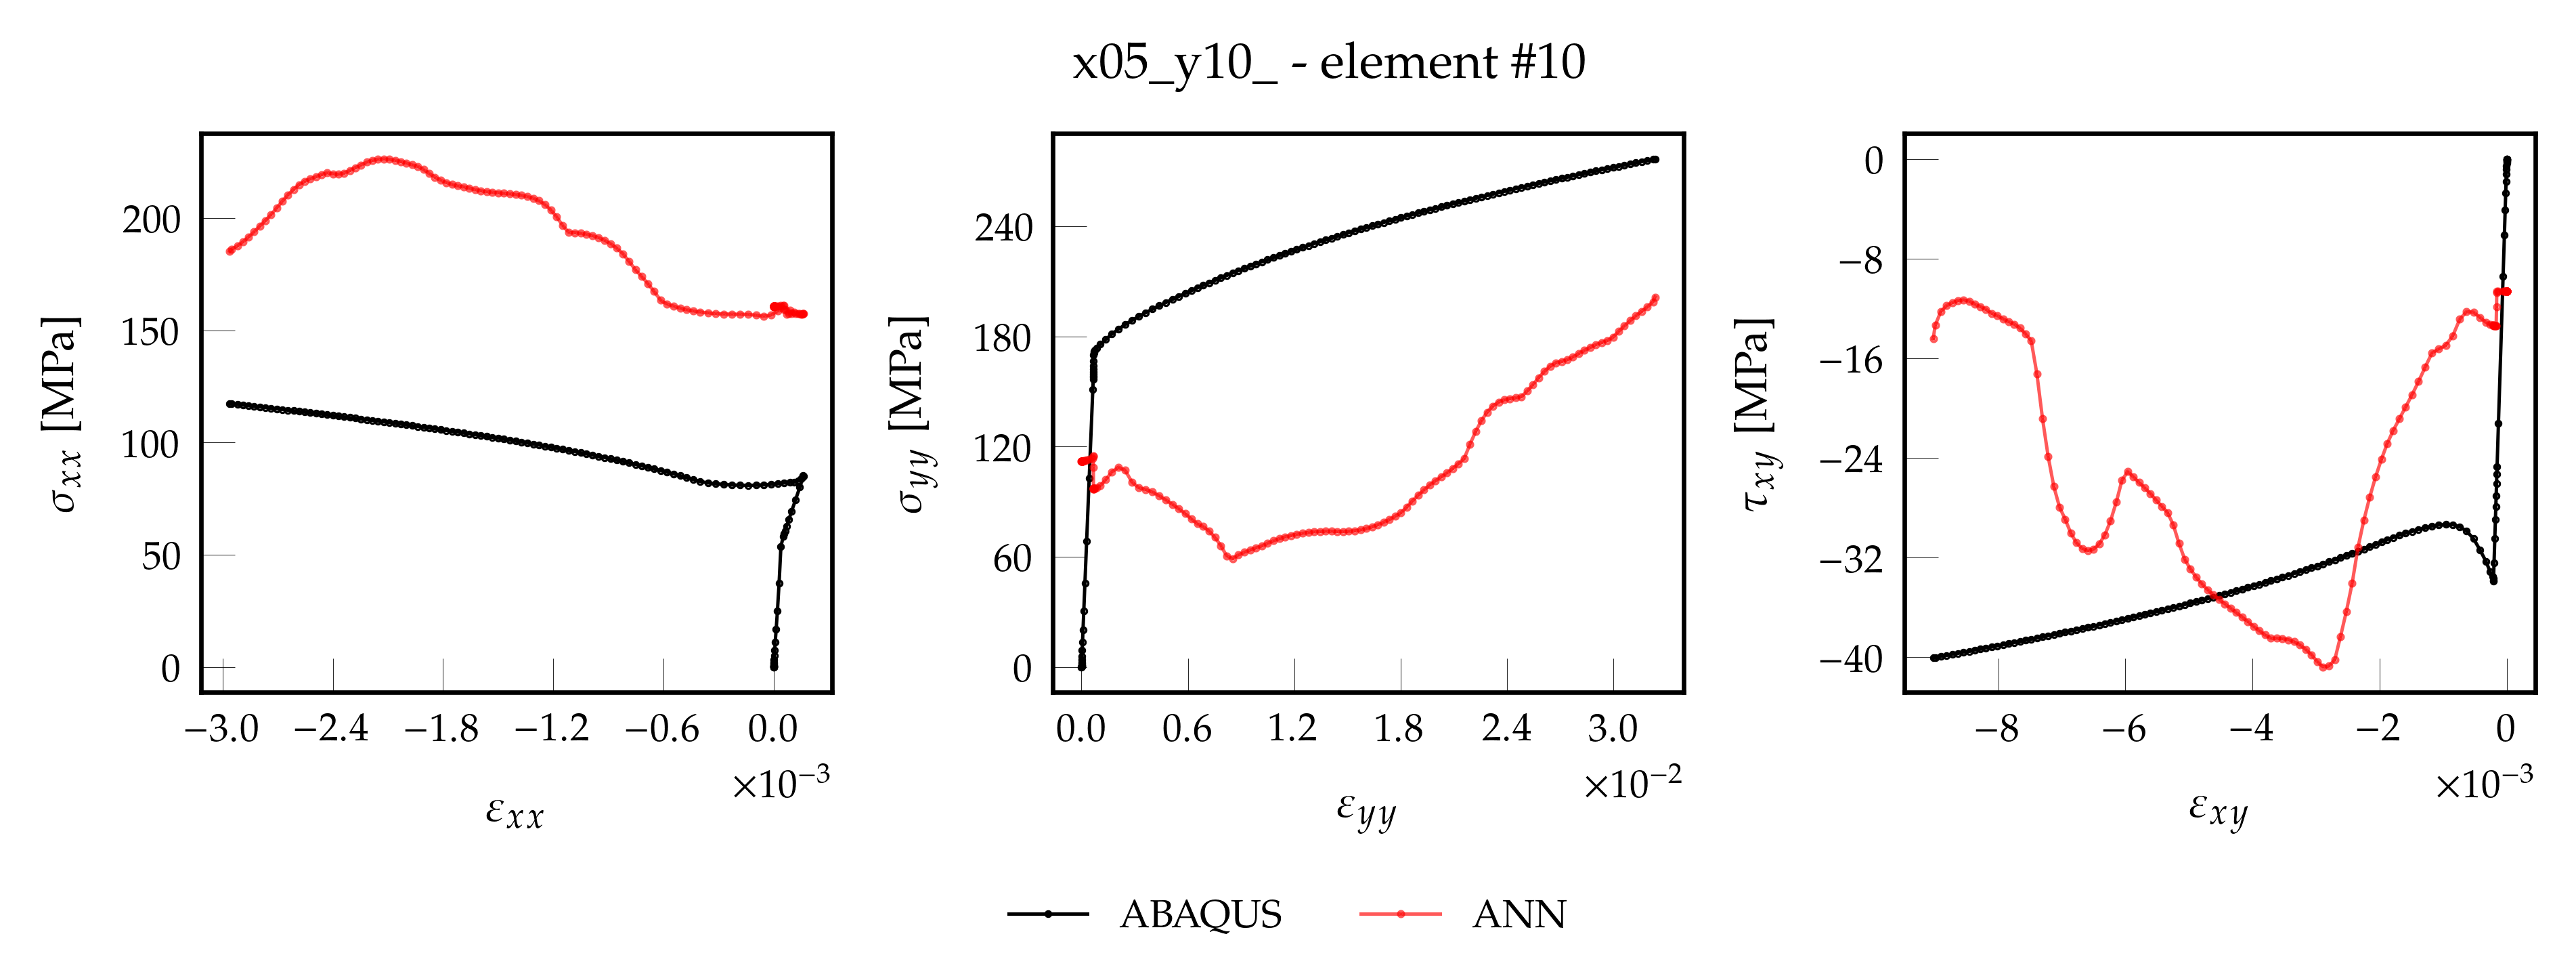 x05_y10_ - element #10
σxx [MPa]
200
150
100
50
0
−3.0 −2.4 −1.8 −1.2 −0.6 0.0
×10−3
εxx
σyy [MPa]
240
180
120
60
0
0.0 0.6 1.2 1.8 2.4 3.0
×10−2
εyy
τxy [MPa]
0
−8
−16
−24
−32
−40
−8 −6 −4 −2 0
×10−3
εxy
ABAQUS ANN